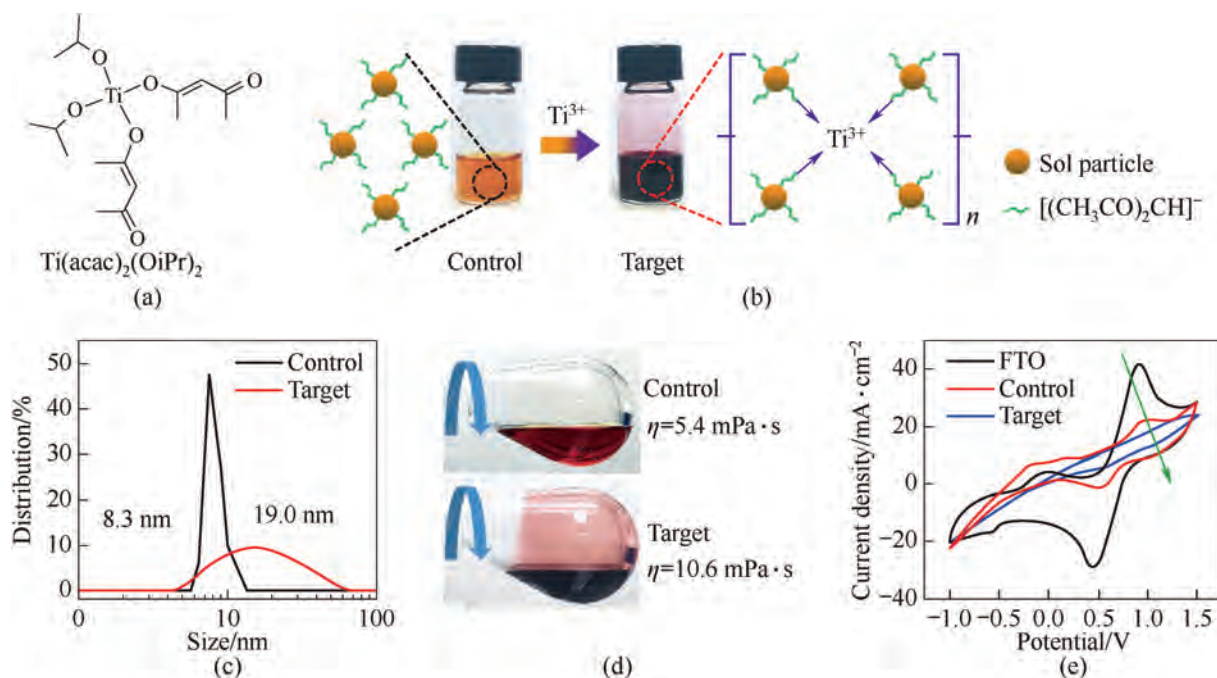 O
O
Ti
O
O
O
O
Ti(acac)₂(OiPr)₂
(a)
Ti³⁺
Control
Target
Ti³⁺
n
Sol particle
[(CH₃CO)₂CH]⁻
(b)
50
40
30
20
10
0
Distribution/%
Control
Target
8.3 nm
19.0 nm
0
10
100
Size/nm
(c)
Control
η=5.4 mPa·s
Target
η=10.6 mPa·s
(d)
40
20
0
−20
−40
Current density/mA·cm⁻²
FTO
Control
Target
−1.0
−0.5
0.0
0.5
1.0
1.5
Potential/V
(e)